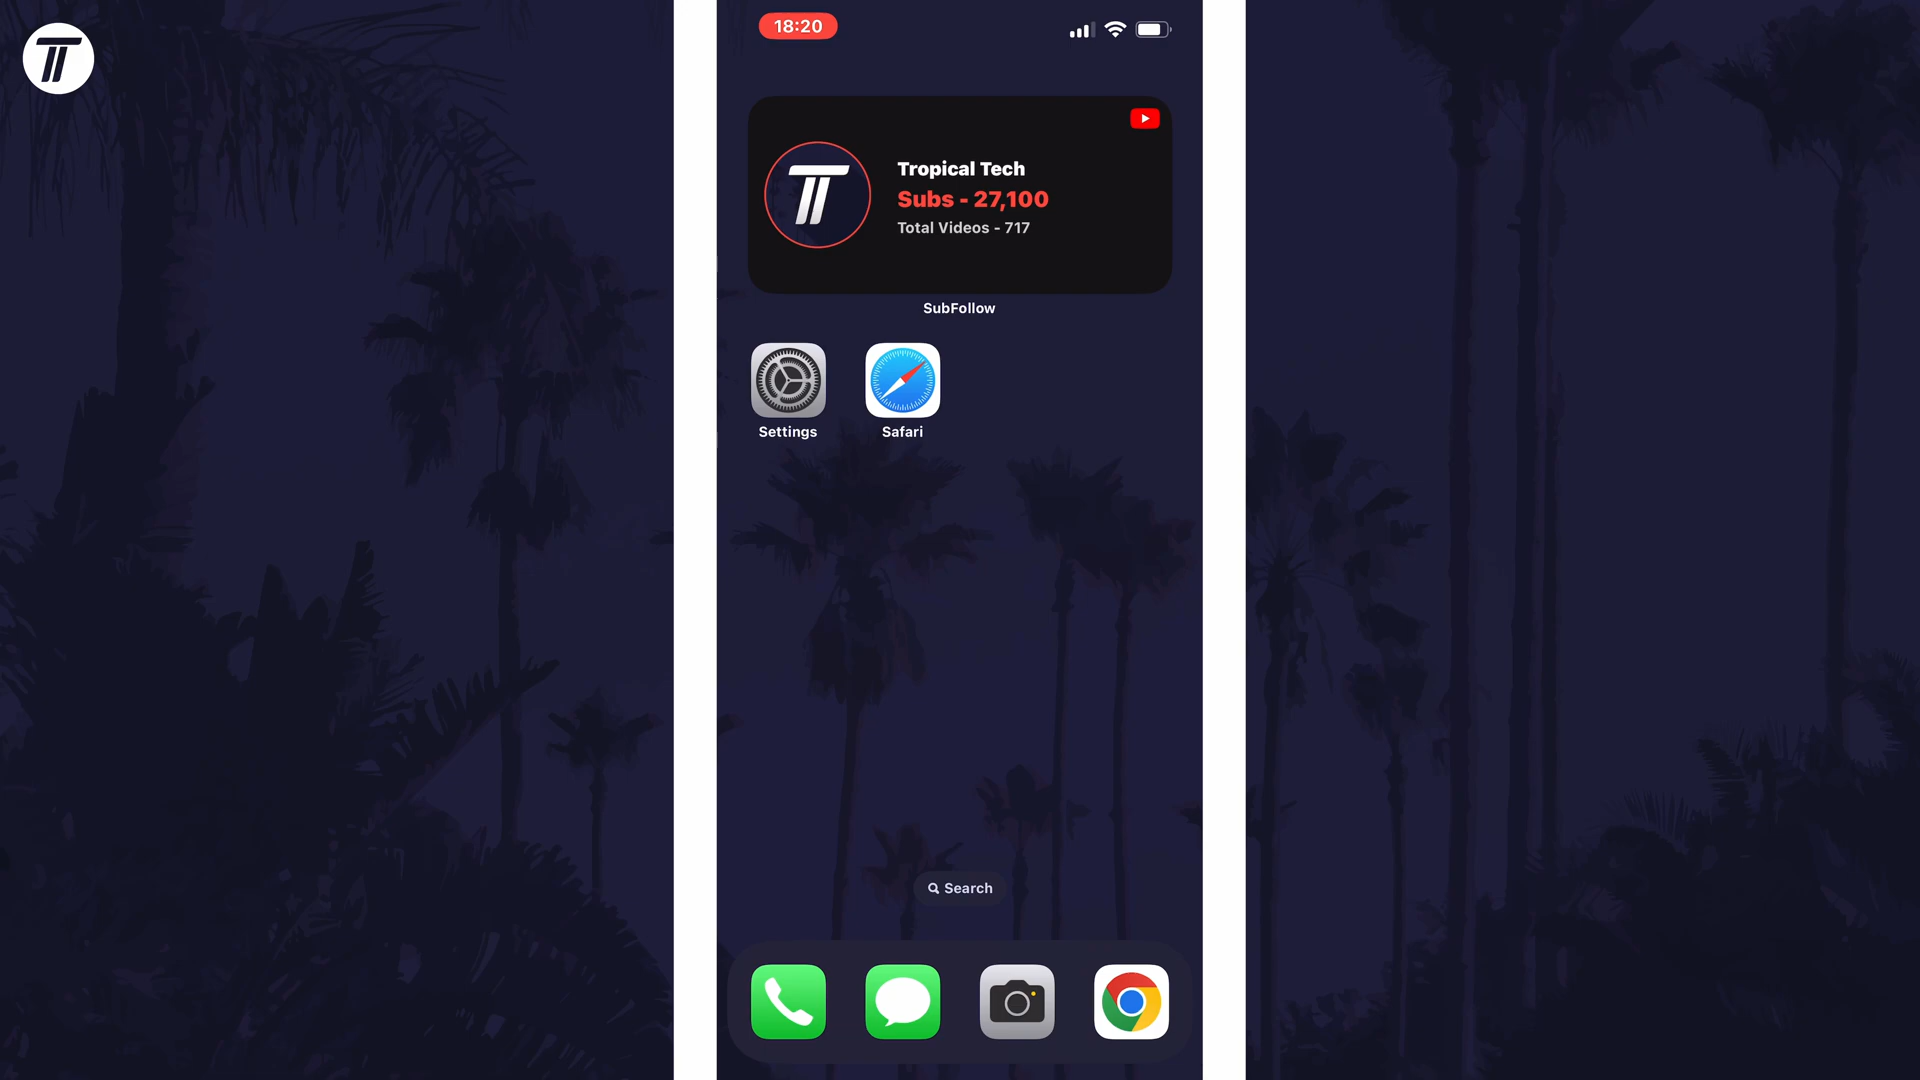 18:20
Tropical Tech
Subs - 27,100
Total Videos - 717
SubFollow
Settings
Safari
Search